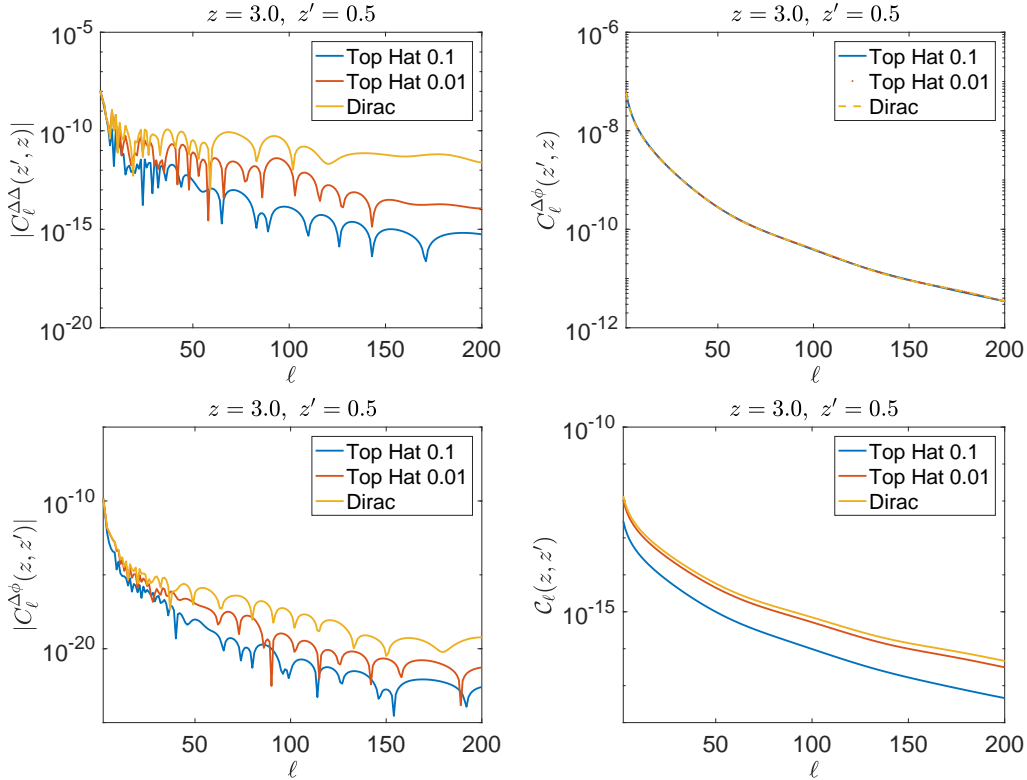 z = 3.0, z′ = 0.5
10⁻⁵
10⁻¹⁰
10⁻¹⁵
10⁻²⁰
|C_ℓ^{ΔΔ}(z′, z)|
Top Hat 0.1
Top Hat 0.01
Dirac
50 100 150 200
ℓ
z = 3.0, z′ = 0.5
10⁻⁶
10⁻⁸
10⁻¹⁰
10⁻¹²
C_ℓ^{Δϕ}(z′, z)
Top Hat 0.1
Top Hat 0.01
Dirac
50 100 150 200
ℓ
z = 3.0, z′ = 0.5
10⁻¹⁰
10⁻²⁰
|C_ℓ^{Δϕ}(z, z′)|
Top Hat 0.1
Top Hat 0.01
Dirac
50 100 150 200
ℓ
z = 3.0, z′ = 0.5
10⁻¹⁰
10⁻¹⁵
𝒞_ℓ(z, z′)
Top Hat 0.1
Top Hat 0.01
Dirac
50 100 150 200
ℓ